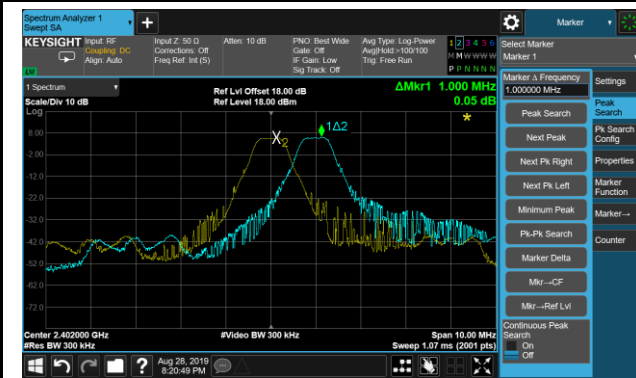 Spectrum Analyzer 1
Swept SA
KEYSIGHT
Input: RF
Coupling: DC
Align: Auto
Input Z: 50 Ω
Corrections: Off
Freq Ref: Int (S)
Atten: 10 dB
PNO: Best Wide
Gate: Off
IF Gain: Low
Sig Track: Off
Avg Type: Log-Power
Avg|Hold:>100/100
Trig: Free Run
1 2 3 4 5 6
M M W W W W
P P N N N N
LW
1 Spectrum
Scale/Div 10 dB
Log
Ref Lvl Offset 18.00 dB
Ref Level 18.00 dBm
ΔMkr1 1.000 MHz
0.05 dB
*
8.00
-2.00
-12.0
-22.0
-32.0
-42.0
-52.0
-62.0
-72.0
X2
1Δ2
Center 2.402000 GHz
#Res BW 300 kHz
#Video BW 300 kHz
Span 10.00 MHz
Sweep 1.07 ms (2001 pts)
Aug 28, 2019
8:20:49 PM
Marker
Select Marker
Marker 1
Marker Δ Frequency
1.000000 MHz
Peak Search
Next Peak
Next Pk Right
Next Pk Left
Minimum Peak
Pk-Pk Search
Marker Delta
Mkr→CF
Mkr→Ref Lvl
Continuous Peak
Search
On
Off
Settings
Peak
Search
Pk Search
Config
Properties
Marker
Function
Marker→
Counter